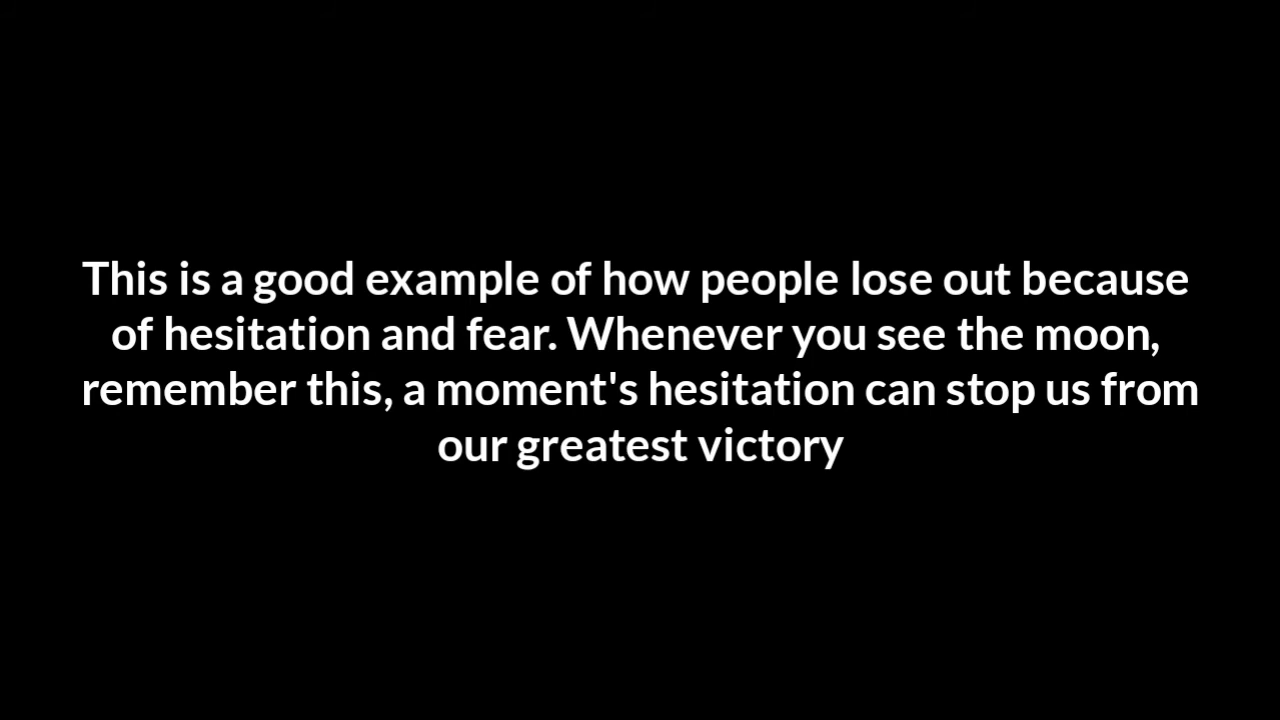 This is a good example of how people lose out because
of hesitation and fear. Whenever you see the moon,
remember this, a moment's hesitation can stop us from
our greatest victory